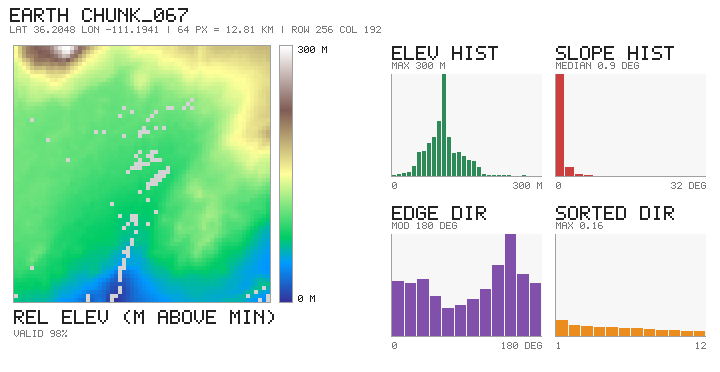 EARTH CHUNK_067
LAT 36.2048 LON -111.1941 | 64 PX = 12.81 KM | ROW 256 COL 192
300 M
0 M
REL ELEV (M ABOVE MIN)
VALID 98%
ELEV HIST
MAX 300 M
0 300 M
SLOPE HIST
MEDIAN 0.9 DEG
0 32 DEG
EDGE DIR
MOD 180 DEG
0 180 DEG
SORTED DIR
MAX 0.16
1 12